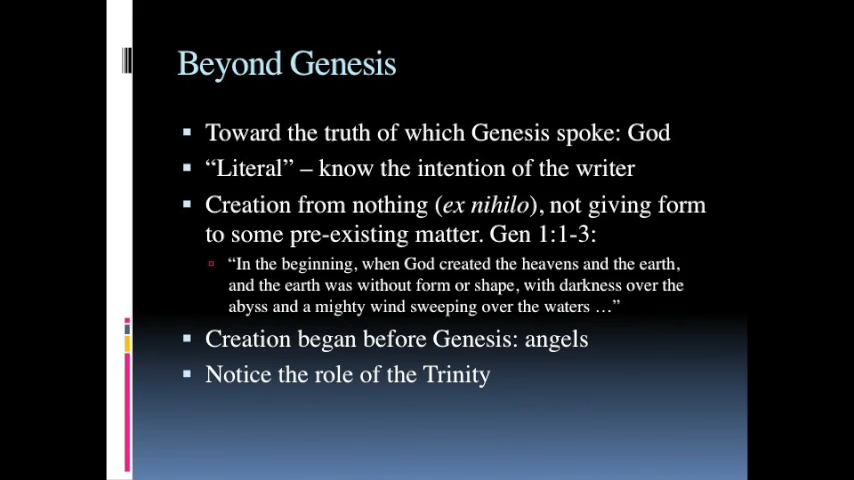 Beyond Genesis
▪ Toward the truth of which Genesis spoke: God
▪ “Literal” – know the intention of the writer
▪ Creation from nothing (ex nihilo), not giving form
to some pre-existing matter. Gen 1:1-3:
▫ “In the beginning, when God created the heavens and the earth,
and the earth was without form or shape, with darkness over the
abyss and a mighty wind sweeping over the waters …”
▪ Creation began before Genesis: angels
▪ Notice the role of the Trinity